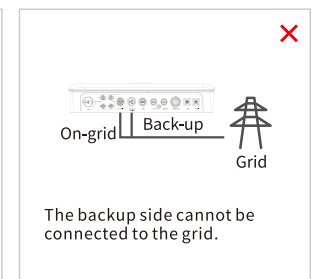 On-grid
Back-up
Grid
The backup side cannot be
connected to the grid.